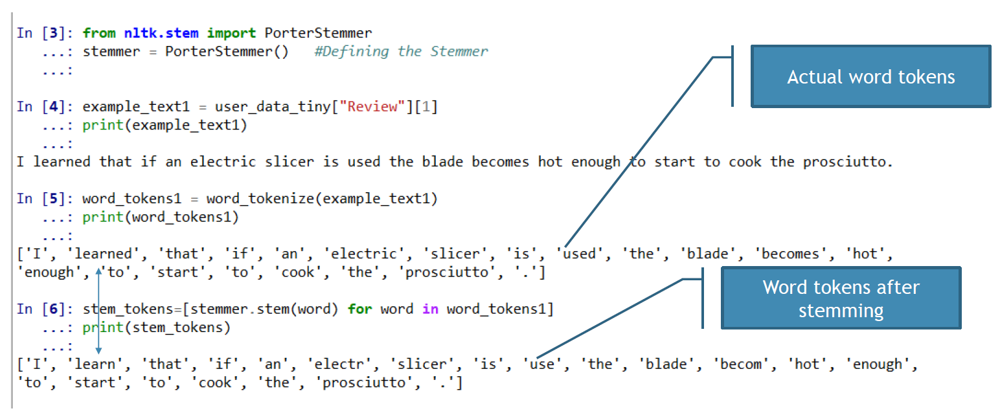 In [3]: from nltk.stem import PorterStemmer
   ...: stemmer = PorterStemmer()   #Defining the Stemmer
   ...:
Actual word tokens
In [4]: example_text1 = user_data_tiny["Review"][1]
   ...: print(example_text1)
   ...:
I learned that if an electric slicer is used the blade becomes hot enough to start to cook the prosciutto.
In [5]: word_tokens1 = word_tokenize(example_text1)
   ...: print(word_tokens1)
   ...:
['I', 'learned', 'that', 'if', 'an', 'electric', 'slicer', 'is', 'used', 'the', 'blade', 'becomes', 'hot',
'enough', 'to', 'start', 'to', 'cook', 'the', 'prosciutto', '.']
Word tokens after
stemming
In [6]: stem_tokens=[stemmer.stem(word) for word in word_tokens1]
   ...: print(stem_tokens)
   ...:
['I', 'learn', 'that', 'if', 'an', 'electr', 'slicer', 'is', 'use', 'the', 'blade', 'becom', 'hot', 'enough',
'to', 'start', 'to', 'cook', 'the', 'prosciutto', '.']